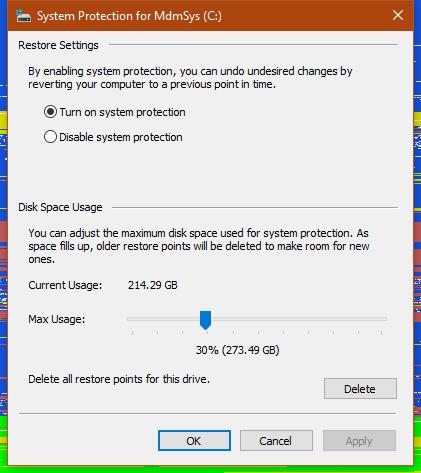 System Protection for MdmSys (C:)
Restore Settings
By enabling system protection, you can undo undesired changes by
reverting your computer to a previous point in time.
Turn on system protection
Disable system protection
Disk Space Usage
You can adjust the maximum disk space used for system protection. As
space fills up, older restore points will be deleted to make room for new
ones.
Current Usage: 214.29 GB
Max Usage:
30% (273.49 GB)
Delete all restore points for this drive.
Delete
OK Cancel Apply